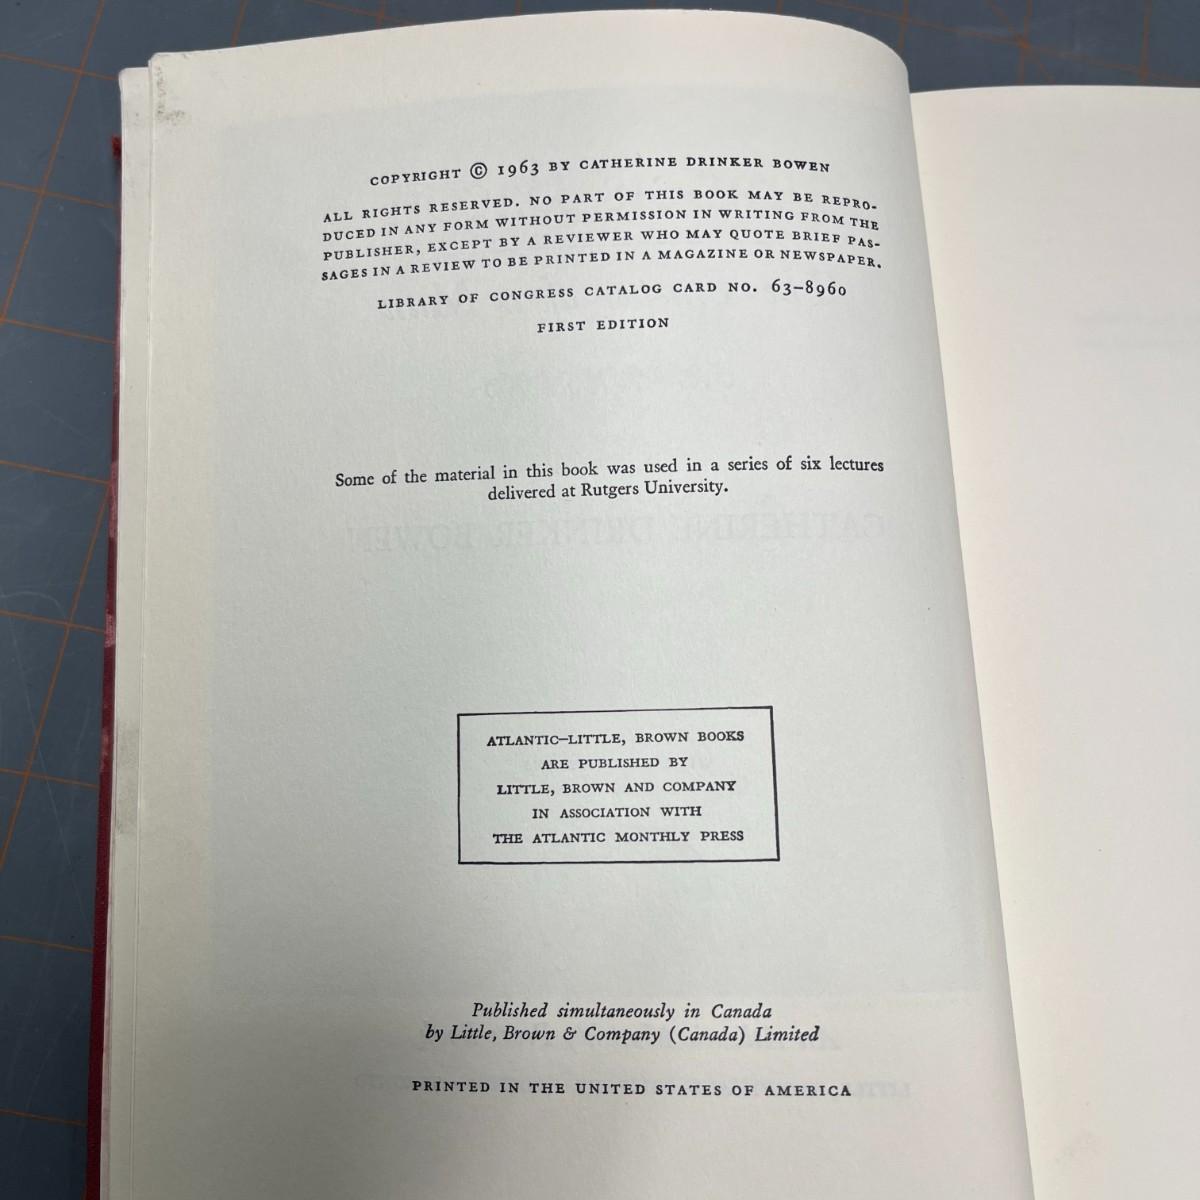 COPYRIGHT © 1963 BY CATHERINE DRINKER BOWEN
ALL RIGHTS RESERVED. NO PART OF THIS BOOK MAY BE REPRO-
DUCED IN ANY FORM WITHOUT PERMISSION IN WRITING FROM THE
PUBLISHER, EXCEPT BY A REVIEWER WHO MAY QUOTE BRIEF PAS-
SAGES IN A REVIEW TO BE PRINTED IN A MAGAZINE OR NEWSPAPER.
LIBRARY OF CONGRESS CATALOG CARD NO. 63-8960
FIRST EDITION
Some of the material in this book was used in a series of six lectures
delivered at Rutgers University.
CATHERINE DRINKER BOWEN
ATLANTIC–LITTLE, BROWN BOOKS
ARE PUBLISHED BY
LITTLE, BROWN AND COMPANY
IN ASSOCIATION WITH
THE ATLANTIC MONTHLY PRESS
Published simultaneously in Canada
by Little, Brown & Company (Canada) Limited
PRINTED IN THE UNITED STATES OF AMERICA